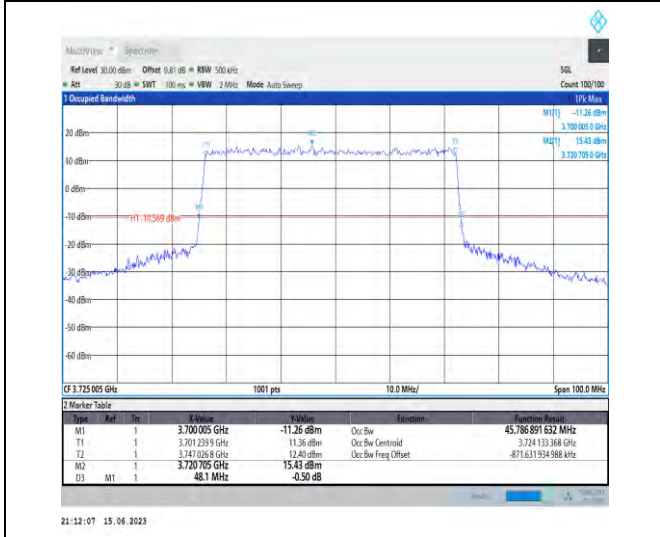 MultiView Spectrum
Ref Level 30.00 dBm Offset 9.81 dB RBW 500 kHz SGL
Att 30 dB SWT 100 ms VBW 2 MHz Mode Auto Sweep Count 100/100
1 Occupied Bandwidth 1Pk Max
M1[1] -11.26 dBm
3.700 005 0 GHz
M2[1] 15.43 dBm
3.720 705 0 GHz
20 dBm
10 dBm
0 dBm
-10 dBm
H1 -10.569 dBm
-20 dBm
-30 dBm
-40 dBm
-50 dBm
-60 dBm
CF 3.725 005 GHz 1001 pts 10.0 MHz/ Span 100.0 MHz
2 Marker Table
Type Ref Trc X-Value Y-Value Function Function Result
M1 1 3.700 005 GHz -11.26 dBm Occ Bw 45.786 891 632 MHz
T1 1 3.701 239 9 GHz 11.36 dBm Occ Bw Centroid 3.724 133 368 GHz
T2 1 3.747 026 8 GHz 12.40 dBm Occ Bw Freq Offset -871.631 934 988 kHz
M2 1 3.720 705 GHz 15.43 dBm
D3 M1 1 48.1 MHz -0.50 dB
21:12:07 15.06.2023